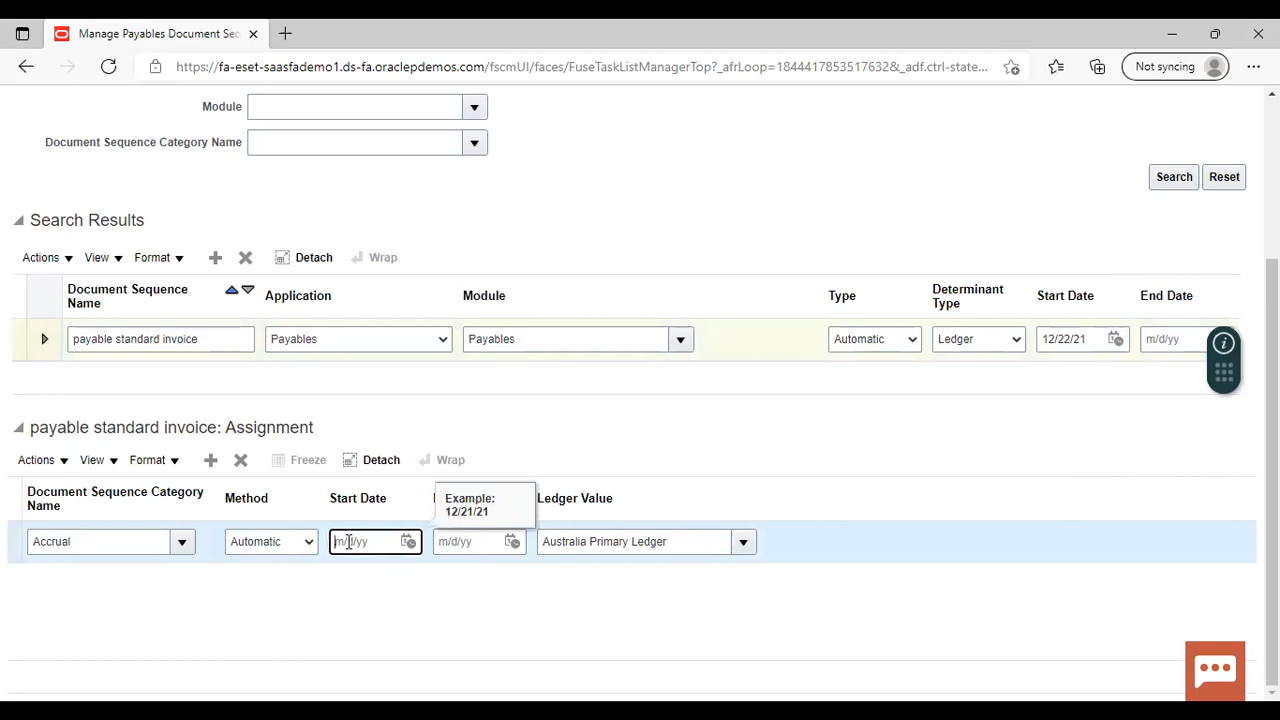 Manage Payables Document Sec
https://fa-eset-saasfademo1.ds-fa.oraclepdemos.com/fscmUI/faces/FuseTaskListManagerTop?_afrLoop=1844417853517632&_adf.ctrl-state...
Not syncing
Module
Document Sequence Category Name
Search Reset
Search Results
Actions View Format Detach Wrap
Document Sequence Name Application Module Type Determinant Type Start Date End Date
payable standard invoice Payables Payables Automatic Ledger 12/22/21 m/d/yy
payable standard invoice: Assignment
Actions View Format Freeze Detach Wrap
Document Sequence Category Name Method Start Date Ledger Value
Example:
12/21/21
Accrual Automatic m/d/yy m/d/yy Australia Primary Ledger